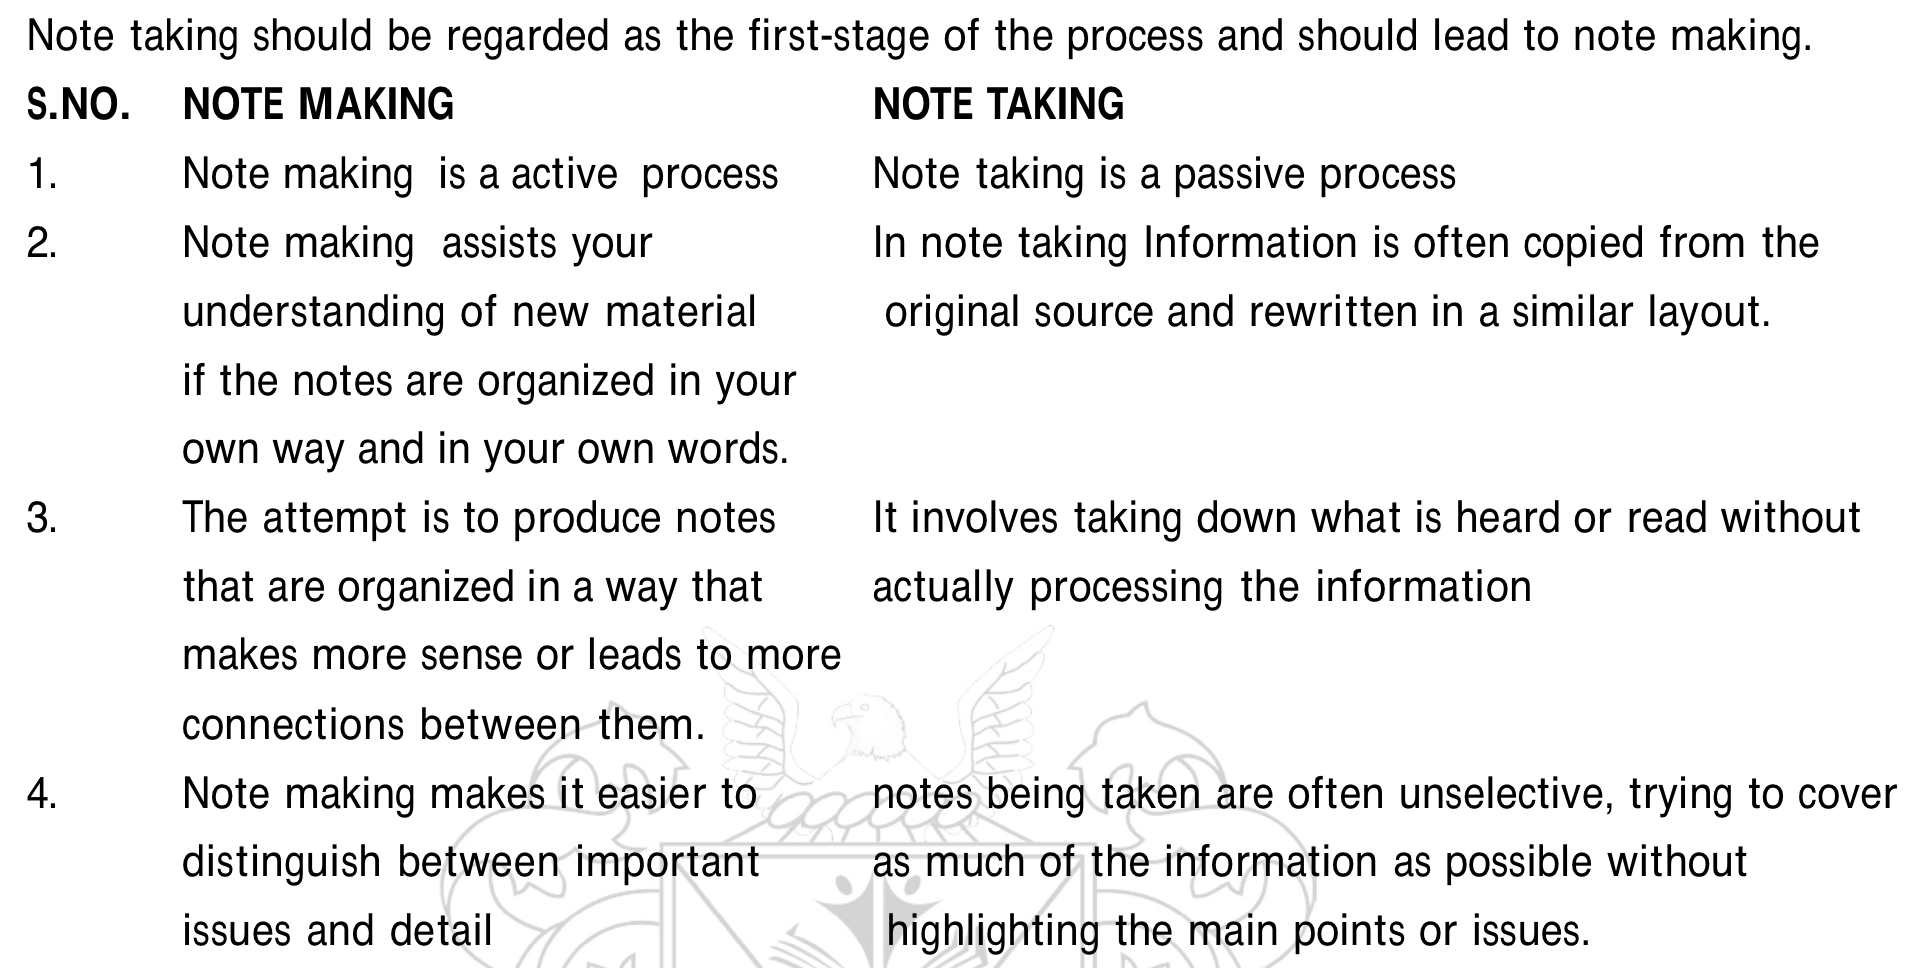 Note taking should be regarded as the first-stage of the process and should lead to note making.
S.NO. NOTE MAKING NOTE TAKING
1. Note making is a active process Note taking is a passive process
2. Note making assists your In note taking Information is often copied from the
understanding of new material original source and rewritten in a similar layout.
if the notes are organized in your
own way and in your own words.
3. The attempt is to produce notes It involves taking down what is heard or read without
that are organized in a way that actually processing the information
makes more sense or leads to more
connections between them.
4. Note making makes it easier to notes being taken are often unselective, trying to cover
distinguish between important as much of the information as possible without
issues and detail highlighting the main points or issues.